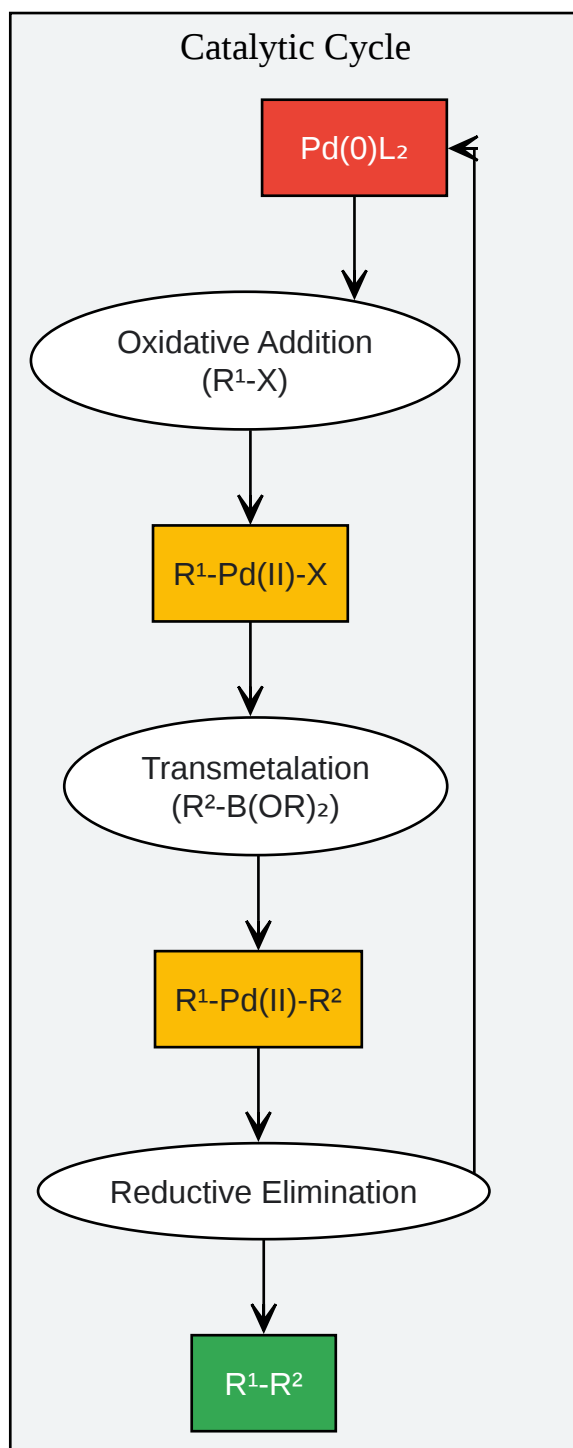 Catalytic Cycle
Pd(0)L₂
Oxidative Addition
(R¹-X)
R¹-Pd(II)-X
Transmetalation
(R²-B(OR)₂)
R¹-Pd(II)-R²
Reductive Elimination
R¹-R²